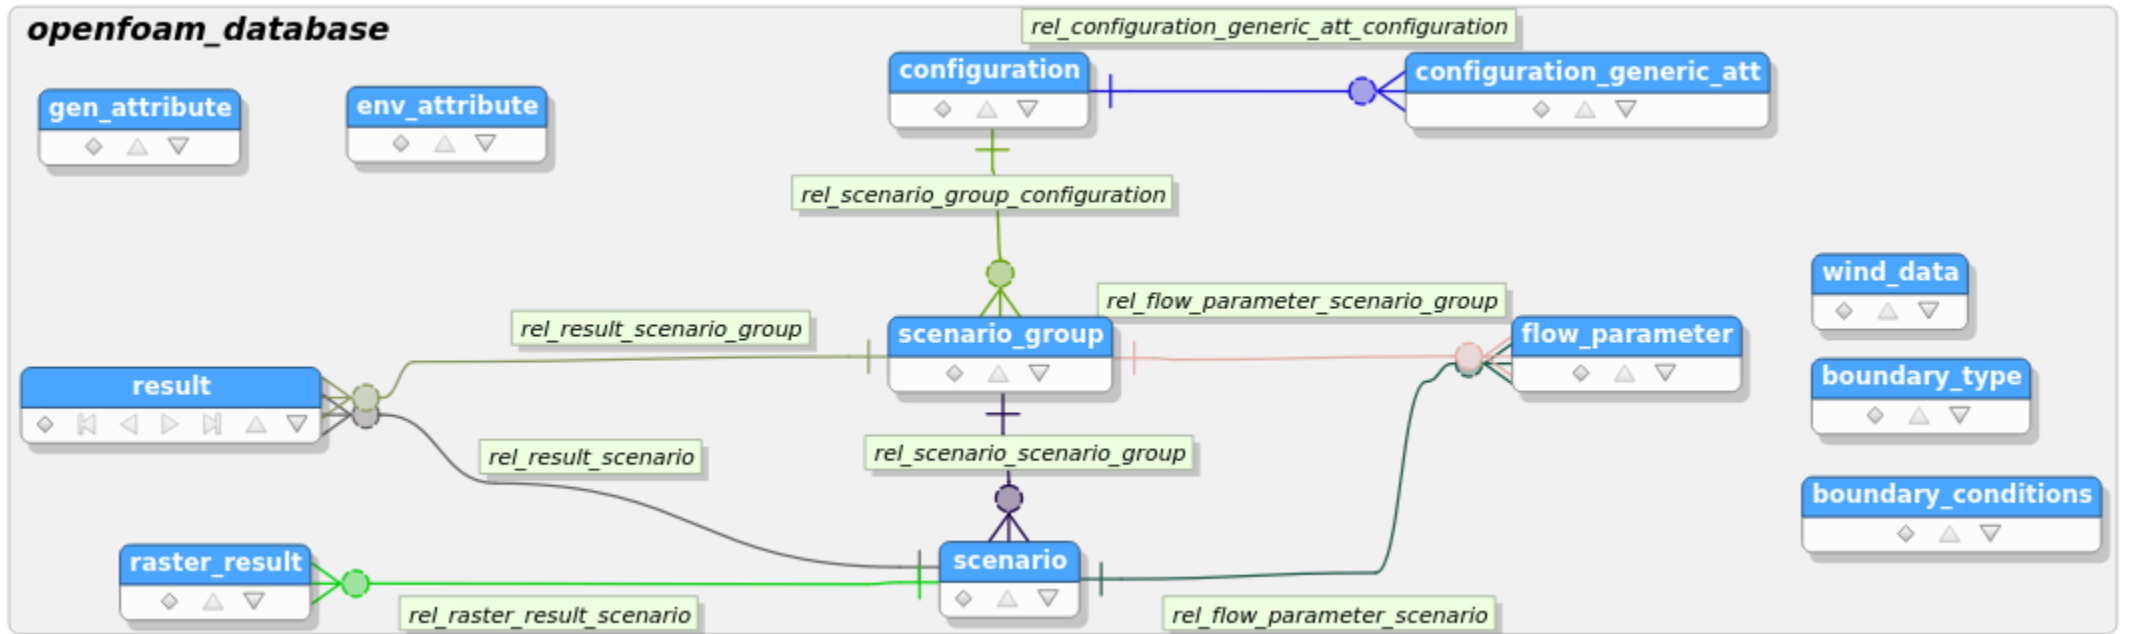 openfoam_database
rel_configuration_generic_att_configuration
configuration
configuration_generic_att
gen_attribute
env_attribute
rel_scenario_group_configuration
wind_data
rel_flow_parameter_scenario_group
rel_result_scenario_group
scenario_group
flow_parameter
result
boundary_type
rel_result_scenario
rel_scenario_scenario_group
boundary_conditions
raster_result
scenario
rel_raster_result_scenario
rel_flow_parameter_scenario